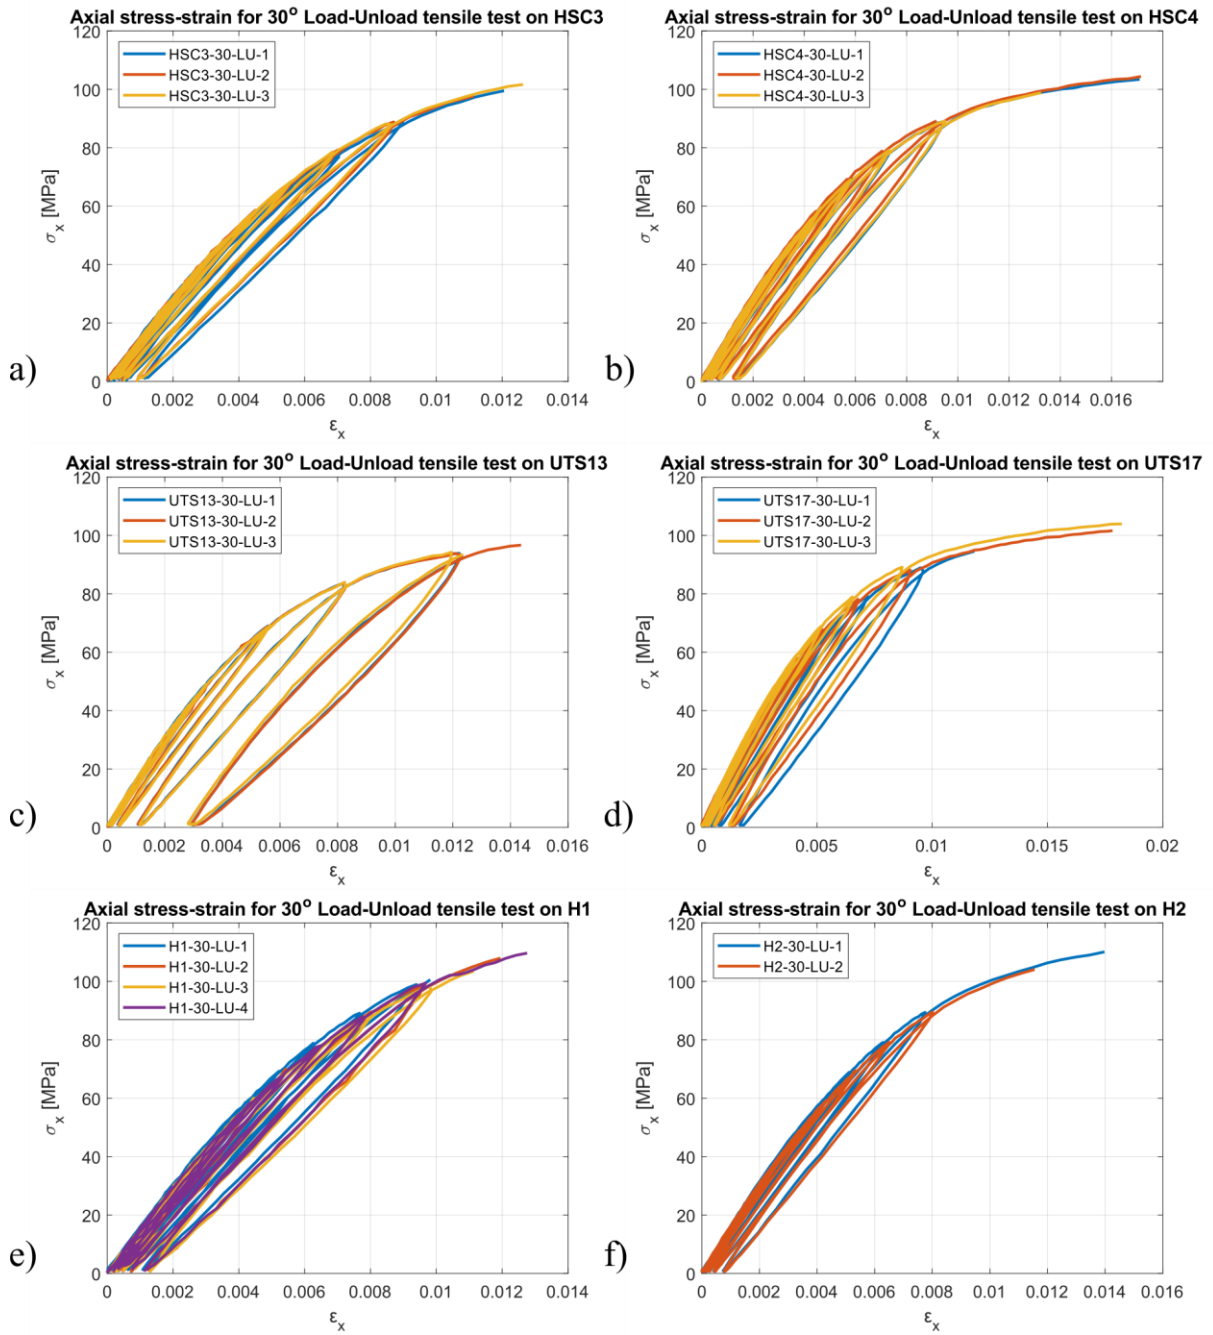 Axial stress-strain for 30° Load-Unload tensile test on HSC3
120
100
80
60
40
20
0
σx [MPa]
HSC3-30-LU-1
HSC3-30-LU-2
HSC3-30-LU-3
0 0.002 0.004 0.006 0.008 0.01 0.012 0.014
εx
a)
Axial stress-strain for 30° Load-Unload tensile test on HSC4
120
100
80
60
40
20
0
σx [MPa]
HSC4-30-LU-1
HSC4-30-LU-2
HSC4-30-LU-3
0 0.002 0.004 0.006 0.008 0.01 0.012 0.014 0.016
εx
b)
Axial stress-strain for 30° Load-Unload tensile test on UTS13
120
100
80
60
40
20
0
σx [MPa]
UTS13-30-LU-1
UTS13-30-LU-2
UTS13-30-LU-3
0 0.002 0.004 0.006 0.008 0.01 0.012 0.014 0.016
εx
c)
Axial stress-strain for 30° Load-Unload tensile test on UTS17
120
100
80
60
40
20
0
σx [MPa]
UTS17-30-LU-1
UTS17-30-LU-2
UTS17-30-LU-3
0 0.005 0.01 0.015 0.02
εx
d)
Axial stress-strain for 30° Load-Unload tensile test on H1
120
100
80
60
40
20
0
σx [MPa]
H1-30-LU-1
H1-30-LU-2
H1-30-LU-3
H1-30-LU-4
0 0.002 0.004 0.006 0.008 0.01 0.012 0.014
εx
e)
Axial stress-strain for 30° Load-Unload tensile test on H2
120
100
80
60
40
20
0
σx [MPa]
H2-30-LU-1
H2-30-LU-2
0 0.002 0.004 0.006 0.008 0.01 0.012 0.014 0.016
εx
f)